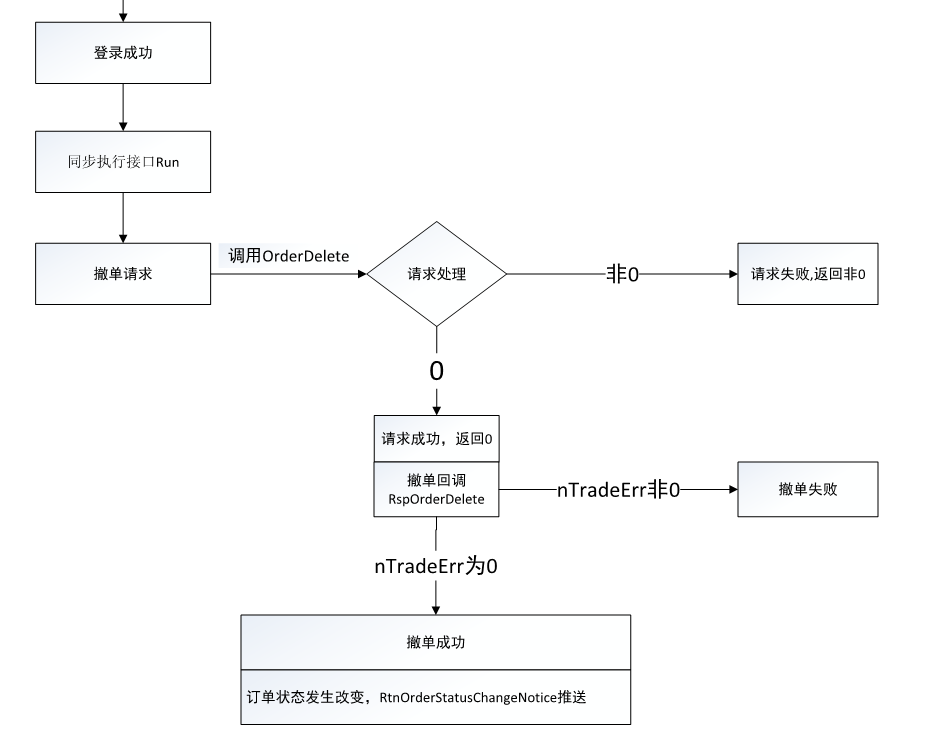 登录成功
同步执行接口Run
撤单请求
调用OrderDelete
请求处理
非0
请求失败,返回非0
0
请求成功，返回0
撤单回调
RspOrderDelete
nTradeErr非0
撤单失败
nTradeErr为0
撤单成功
订单状态发生改变，RtnOrderStatusChangeNotice推送